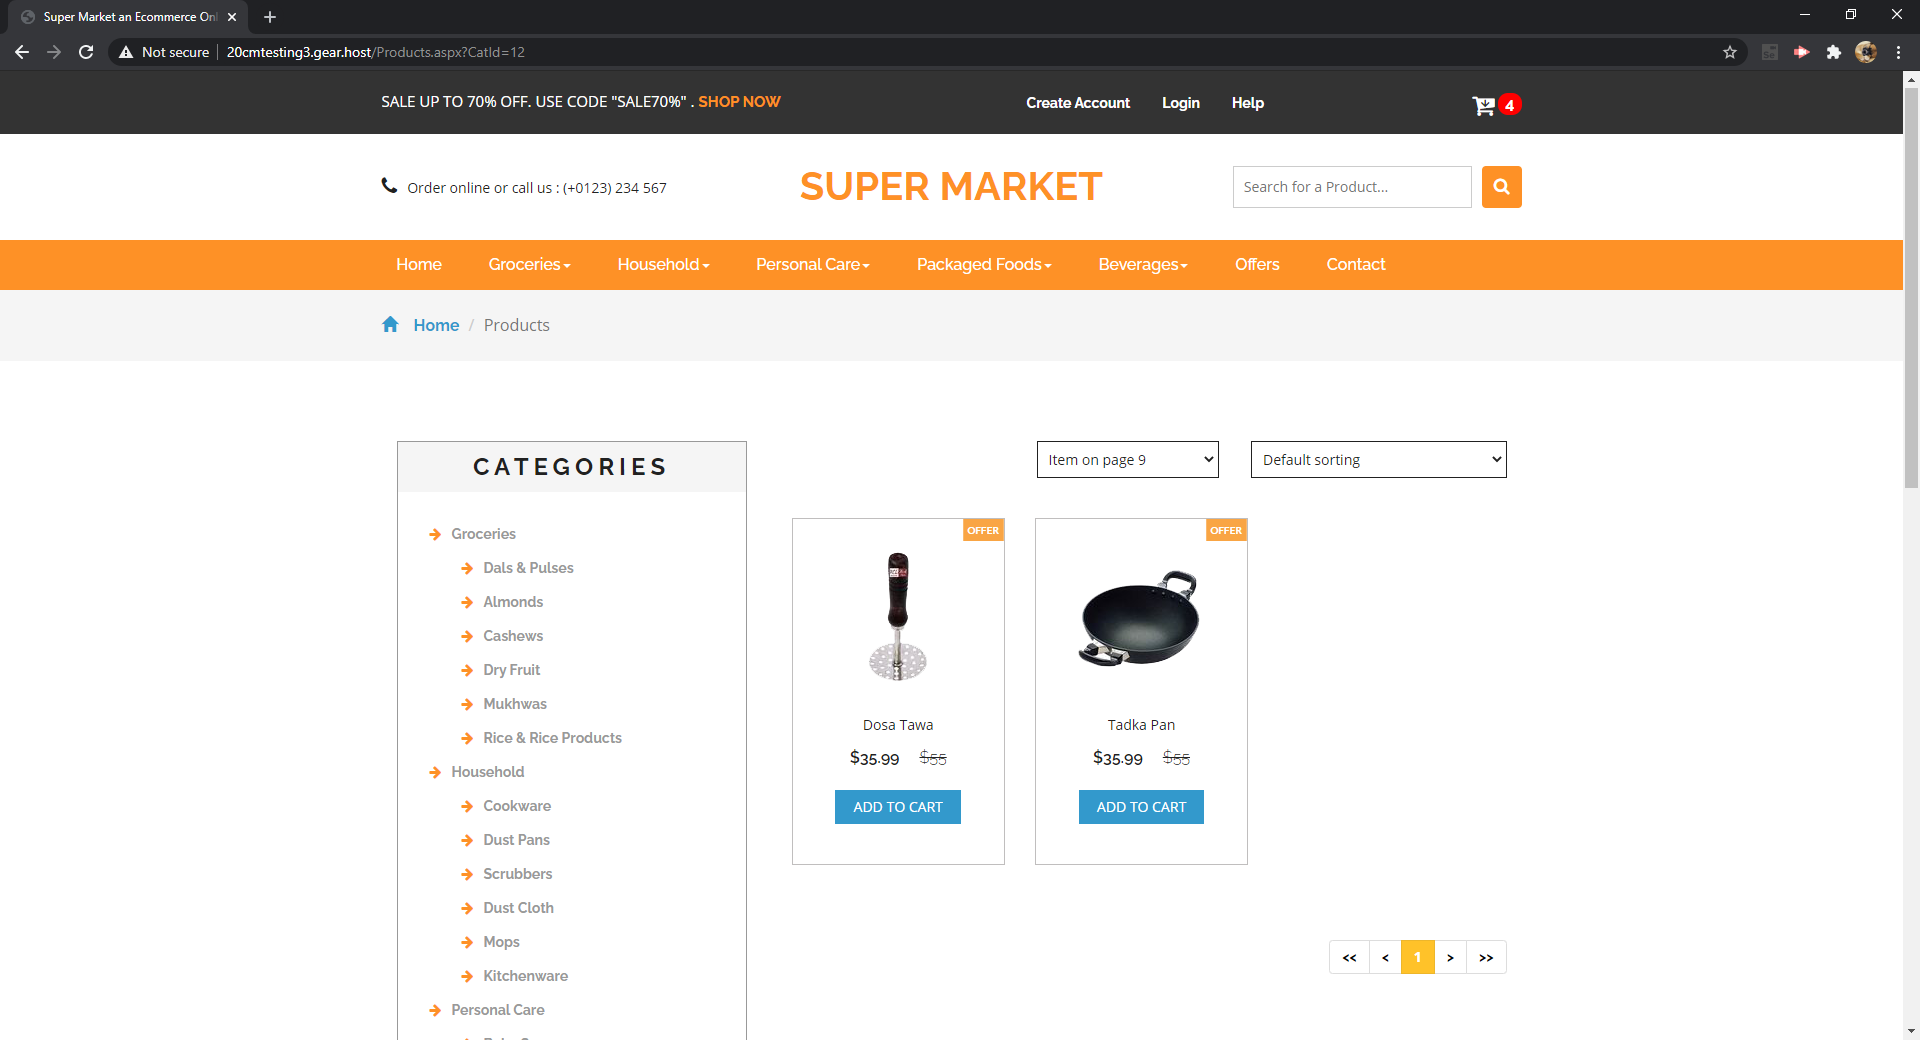 Super Market an Ecommerce Onl
Not secure
20cmtesting3.gear.host/Products.aspx?CatId=12
SALE UP TO 70% OFF. USE CODE "SALE70%" . SHOP NOW
Create Account
Login
Help
4
Order online or call us : (+0123) 234 567
SUPER MARKET
Search for a Product...
Home
Groceries
Household
Personal Care
Packaged Foods
Beverages
Offers
Contact
Home / Products
CATEGORIES
Groceries
Dals & Pulses
Almonds
Cashews
Dry Fruit
Mukhwas
Rice & Rice Products
Household
Cookware
Dust Pans
Scrubbers
Dust Cloth
Mops
Kitchenware
Personal Care
Item on page 9
Default sorting
OFFER
Dosa Tawa
$35.99 $55
ADD TO CART
OFFER
Tadka Pan
$35.99 $55
ADD TO CART
<< < 1 > >>